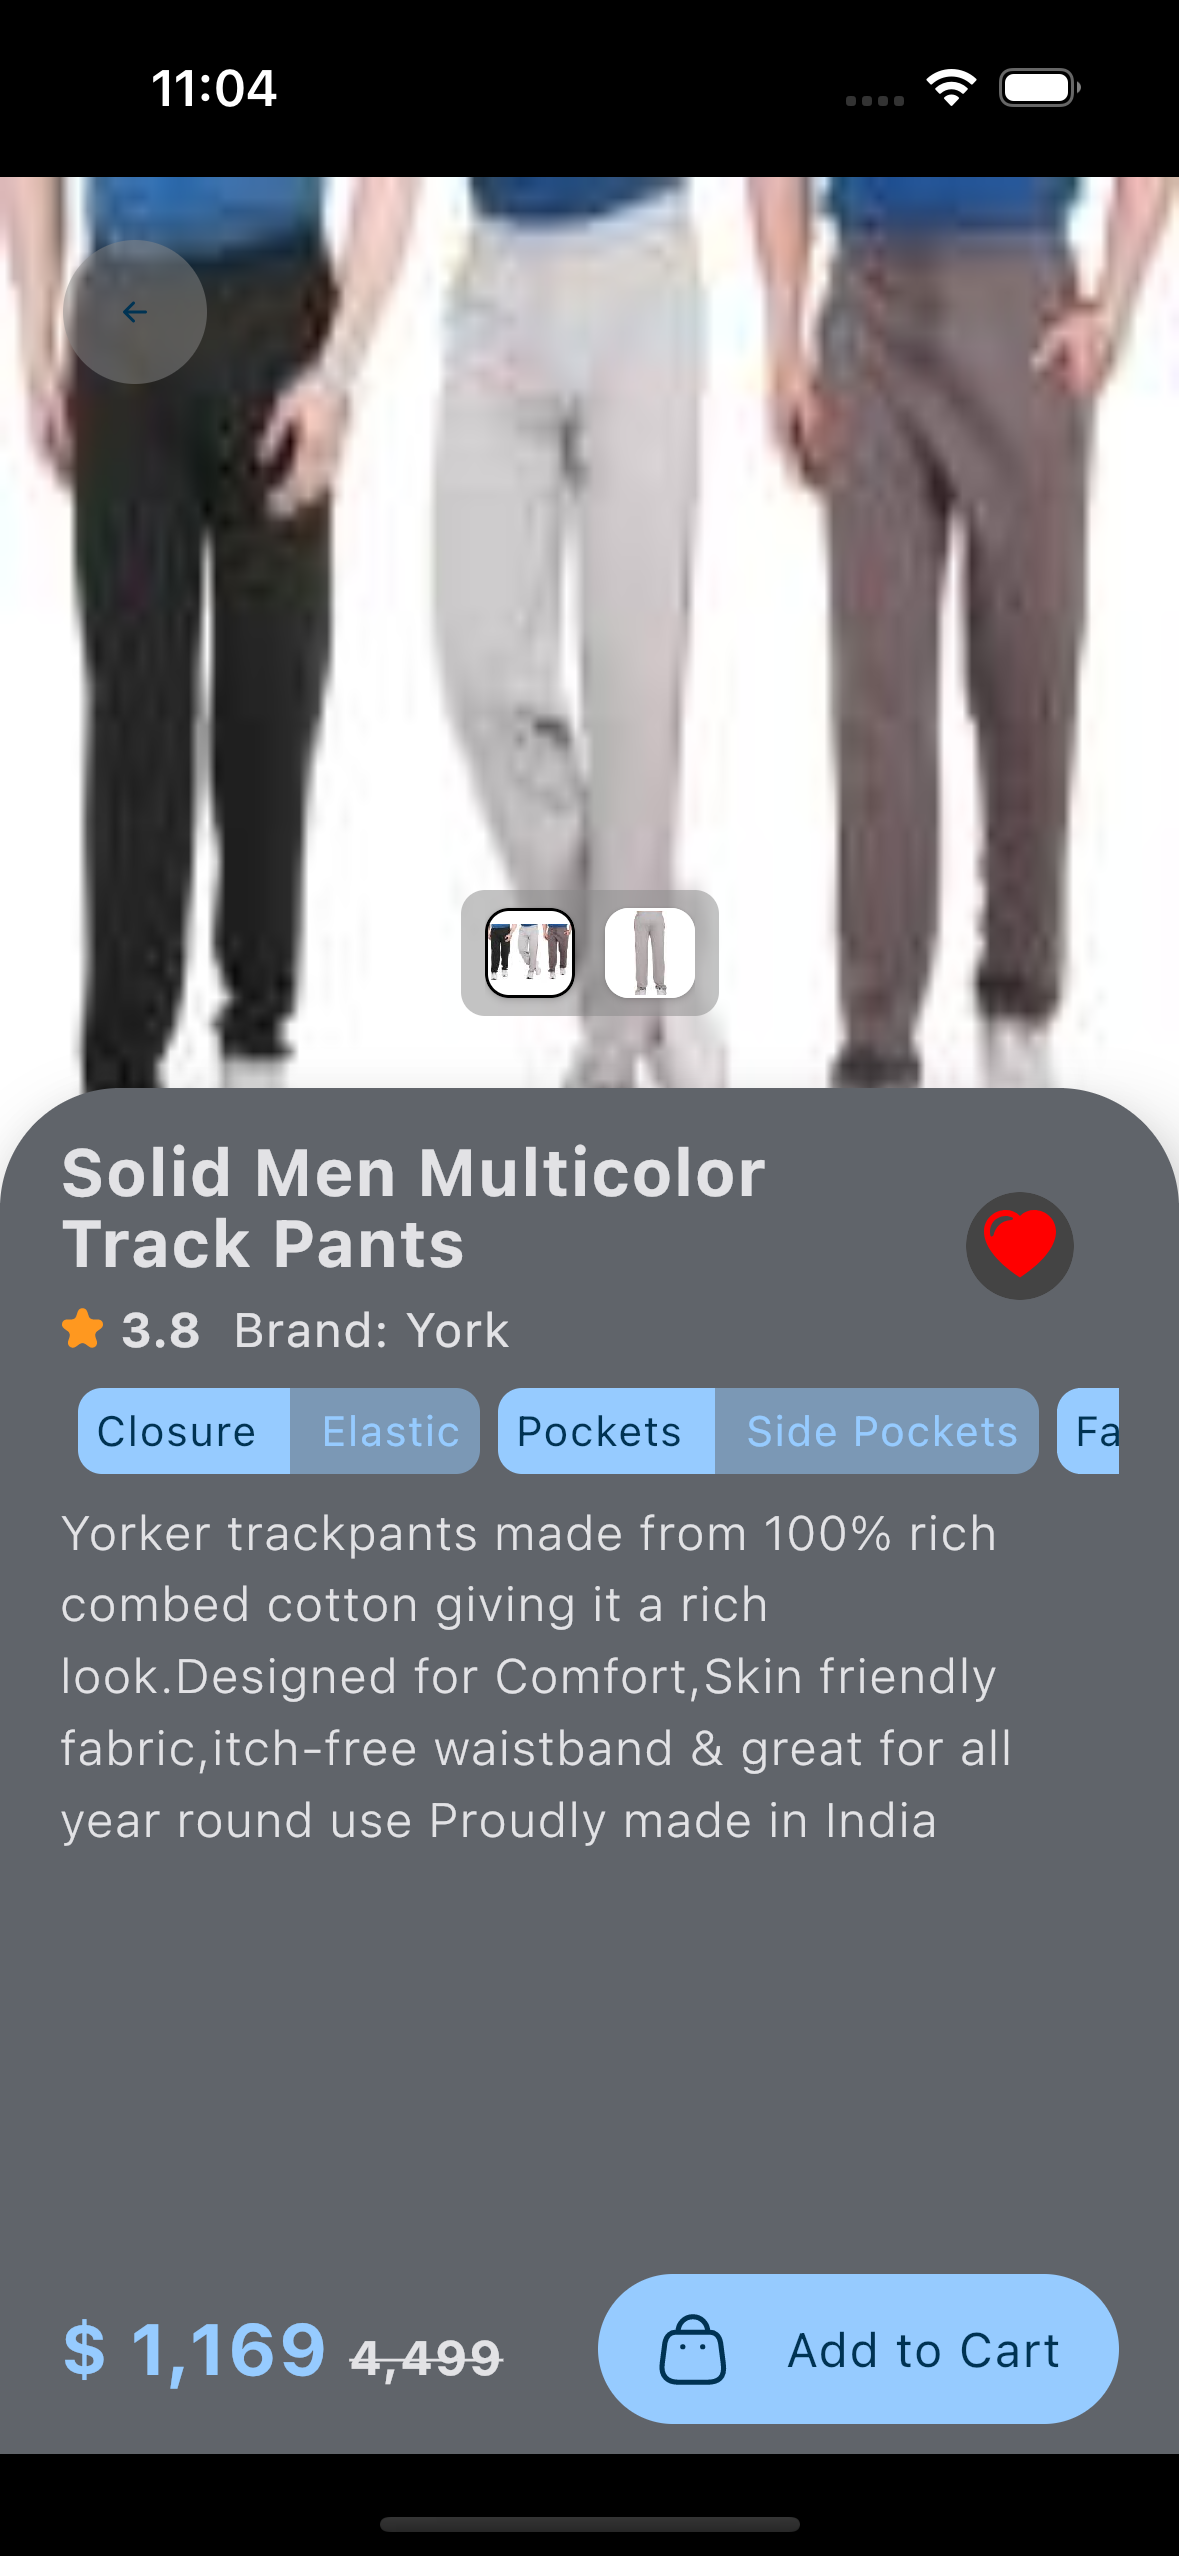 11:04
Solid Men Multicolor
Track Pants
3.8 Brand: York
Closure Elastic Pockets Side Pockets Fa
Yorker trackpants made from 100% rich
combed cotton giving it a rich
look.Designed for Comfort,Skin friendly
fabric,itch-free waistband & great for all
year round use Proudly made in India
$ 1,169 4,499 Add to Cart